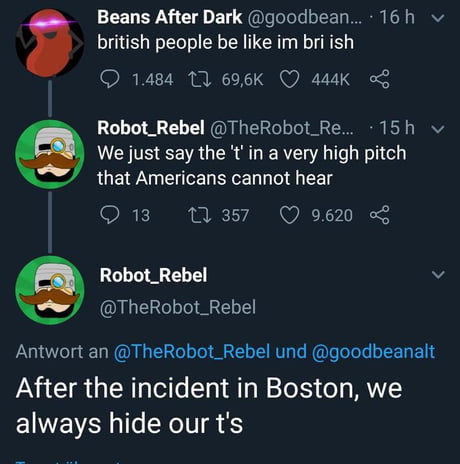 Beans After Dark @goodbean... · 16 h
british people be like im bri ish
1.484 69,6K 444K
Robot_Rebel @TheRobot_Re... · 15 h
We just say the 't' in a very high pitch
that Americans cannot hear
13 357 9.620
Robot_Rebel
@TheRobot_Rebel
Antwort an @TheRobot_Rebel und @goodbeanalt
After the incident in Boston, we
always hide our t's